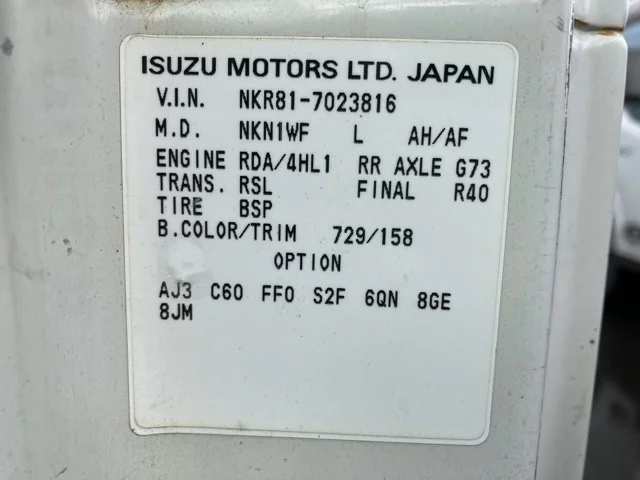 ISUZU MOTORS LTD. JAPAN
V.I.N. NKR81-7023816
M.D. NKN1WF L AH/AF
ENGINE RDA/4HL1 RR AXLE G73
TRANS. RSL FINAL R40
TIRE BSP
B.COLOR/TRIM 729/158
OPTION
AJ3 C60 FF0 S2F 6QN 8GE
8JM